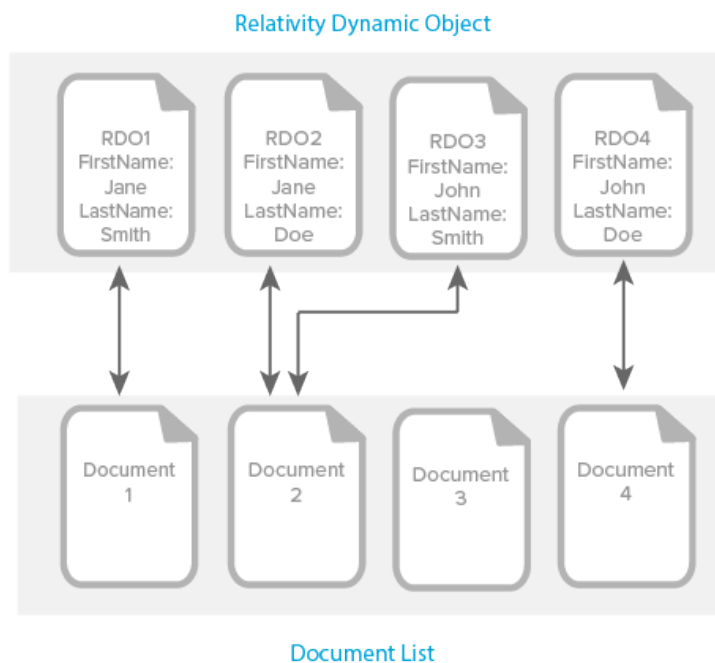 Relativity Dynamic Object
RDO1
FirstName:
Jane
LastName:
Smith
RDO2
FirstName:
Jane
LastName:
Doe
RDO3
FirstName:
John
LastName:
Smith
RDO4
FirstName:
John
LastName:
Doe
Document
1
Document
2
Document
3
Document
4
Document List